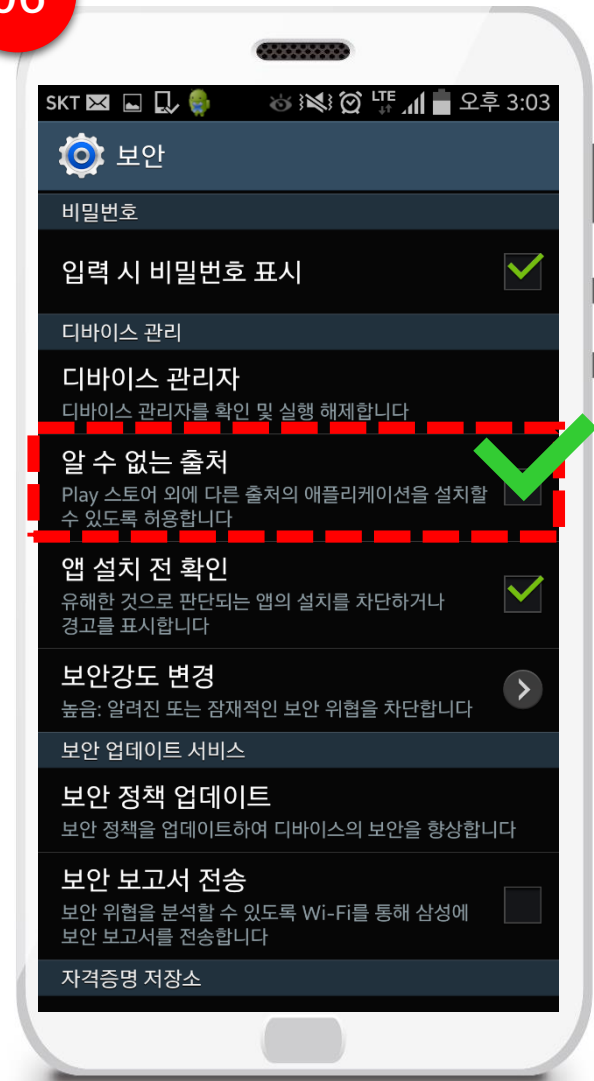 06
SKT LTE 오후 3:03
보안
비밀번호
입력 시 비밀번호 표시
디바이스 관리
디바이스 관리자
디바이스 관리자를 확인 및 실행 해제합니다
알 수 없는 출처
Play 스토어 외에 다른 출처의 애플리케이션을 설치할
수 있도록 허용합니다
앱 설치 전 확인
유해한 것으로 판단되는 앱의 설치를 차단하거나
경고를 표시합니다
보안강도 변경
높음: 알려진 또는 잠재적인 보안 위협을 차단합니다
보안 업데이트 서비스
보안 정책 업데이트
보안 정책을 업데이트하여 디바이스의 보안을 향상합니다
보안 보고서 전송
보안 위협을 분석할 수 있도록 Wi-Fi를 통해 삼성에
보안 보고서를 전송합니다
자격증명 저장소